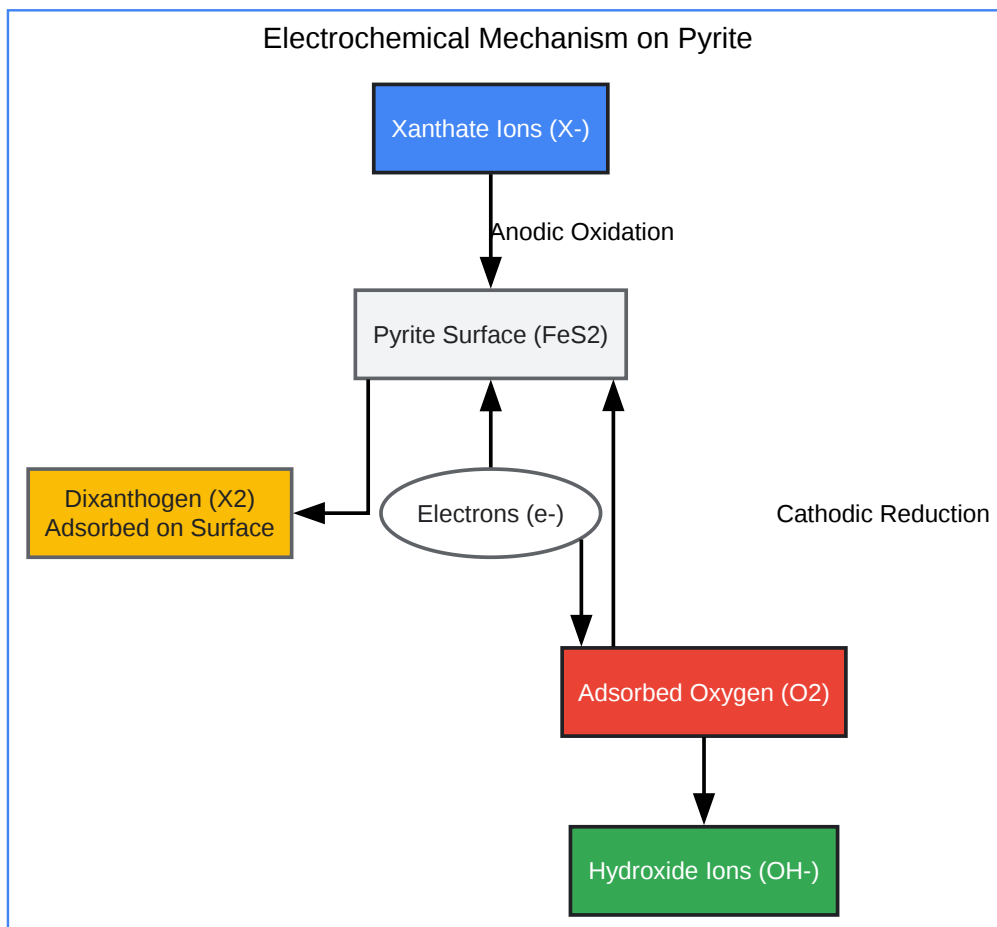 Electrochemical Mechanism on Pyrite
Xanthate Ions (X-)
Anodic Oxidation
Pyrite Surface (FeS2)
Dixanthogen (X2)
Adsorbed on Surface
Electrons (e-)
Cathodic Reduction
Adsorbed Oxygen (O2)
Hydroxide Ions (OH-)